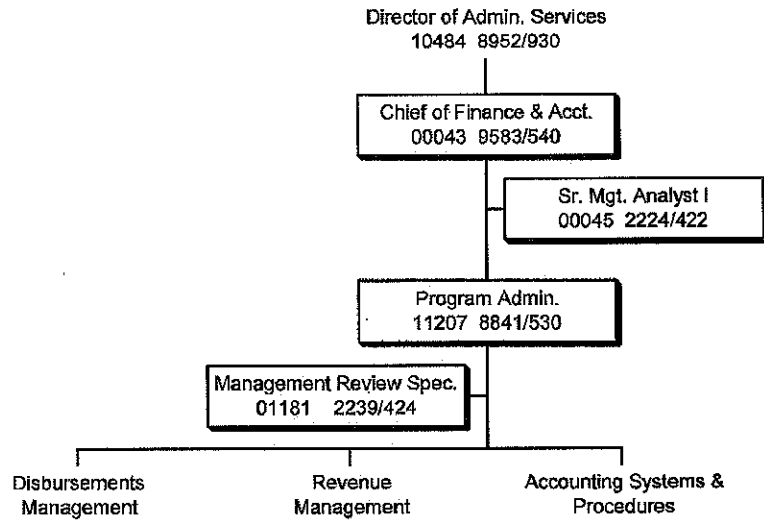 Director of Admin. Services
10484 8952/930
Chief of Finance & Acct.
00043 9583/540
Sr. Mgt. Analyst I
00045 2224/422
Program Admin.
11207 8841/530
Management Review Spec.
01181 2239/424
Disbursements
Management
Revenue
Management
Accounting Systems &
Procedures